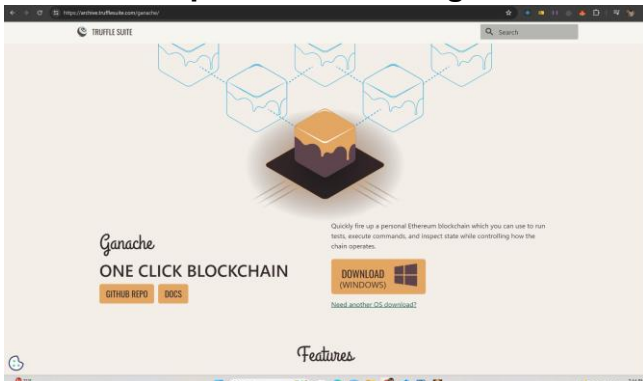 https://archive.trufflesuite.com/ganache/
TRUFFLE SUITE
Search
Ganache
ONE CLICK BLOCKCHAIN
GITHUB REPO
DOCS
Quickly fire up a personal Ethereum blockchain which you can use to run
tests, execute commands, and inspect state while controlling how the
chain operates.
DOWNLOAD
(WINDOWS)
Need another OS download?
Features